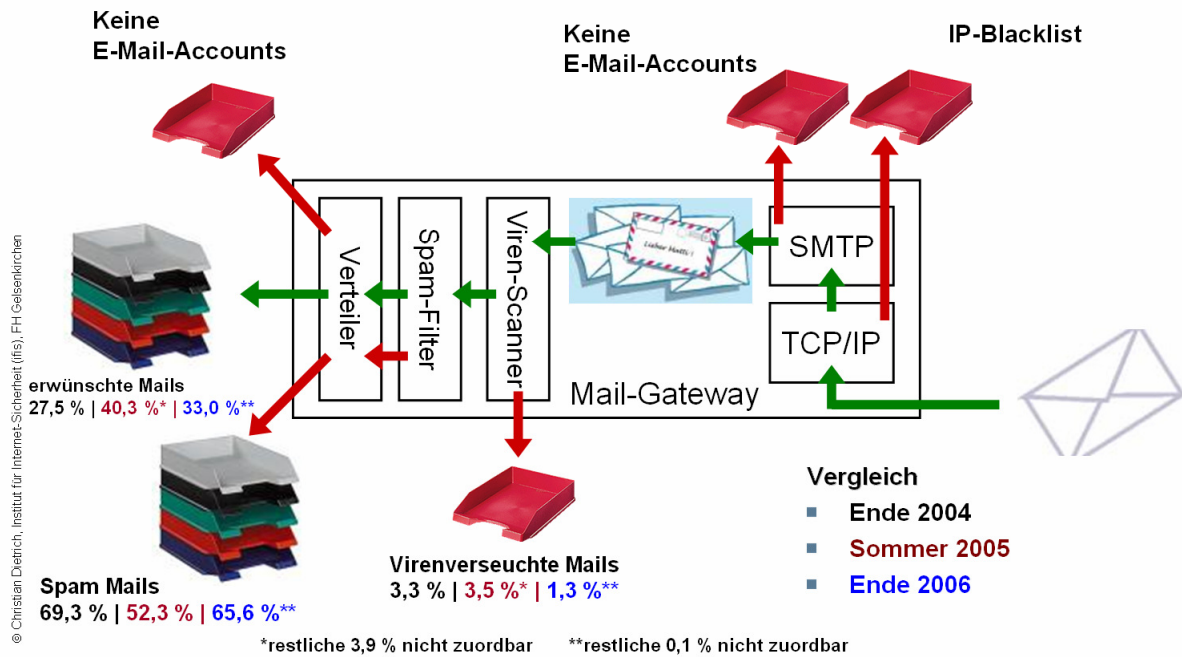 Keine
E-Mail-Accounts
Keine
E-Mail-Accounts
IP-Blacklist
Verteiler
Spam-Filter
Viren-Scanner
Lieber Matti !
SMTP
TCP/IP
Mail-Gateway
erwünschte Mails
27,5 % | 40,3 %* | 33,0 %**
Spam Mails
69,3 % | 52,3 % | 65,6 %**
Virenverseuchte Mails
3,3 % | 3,5 %* | 1,3 %**
Vergleich
Ende 2004
Sommer 2005
Ende 2006
*restliche 3,9 % nicht zuordbar
**restliche 0,1 % nicht zuordbar
© Christian Dietrich, Institut für Internet-Sicherheit (ifis), FH Gelsenkirchen